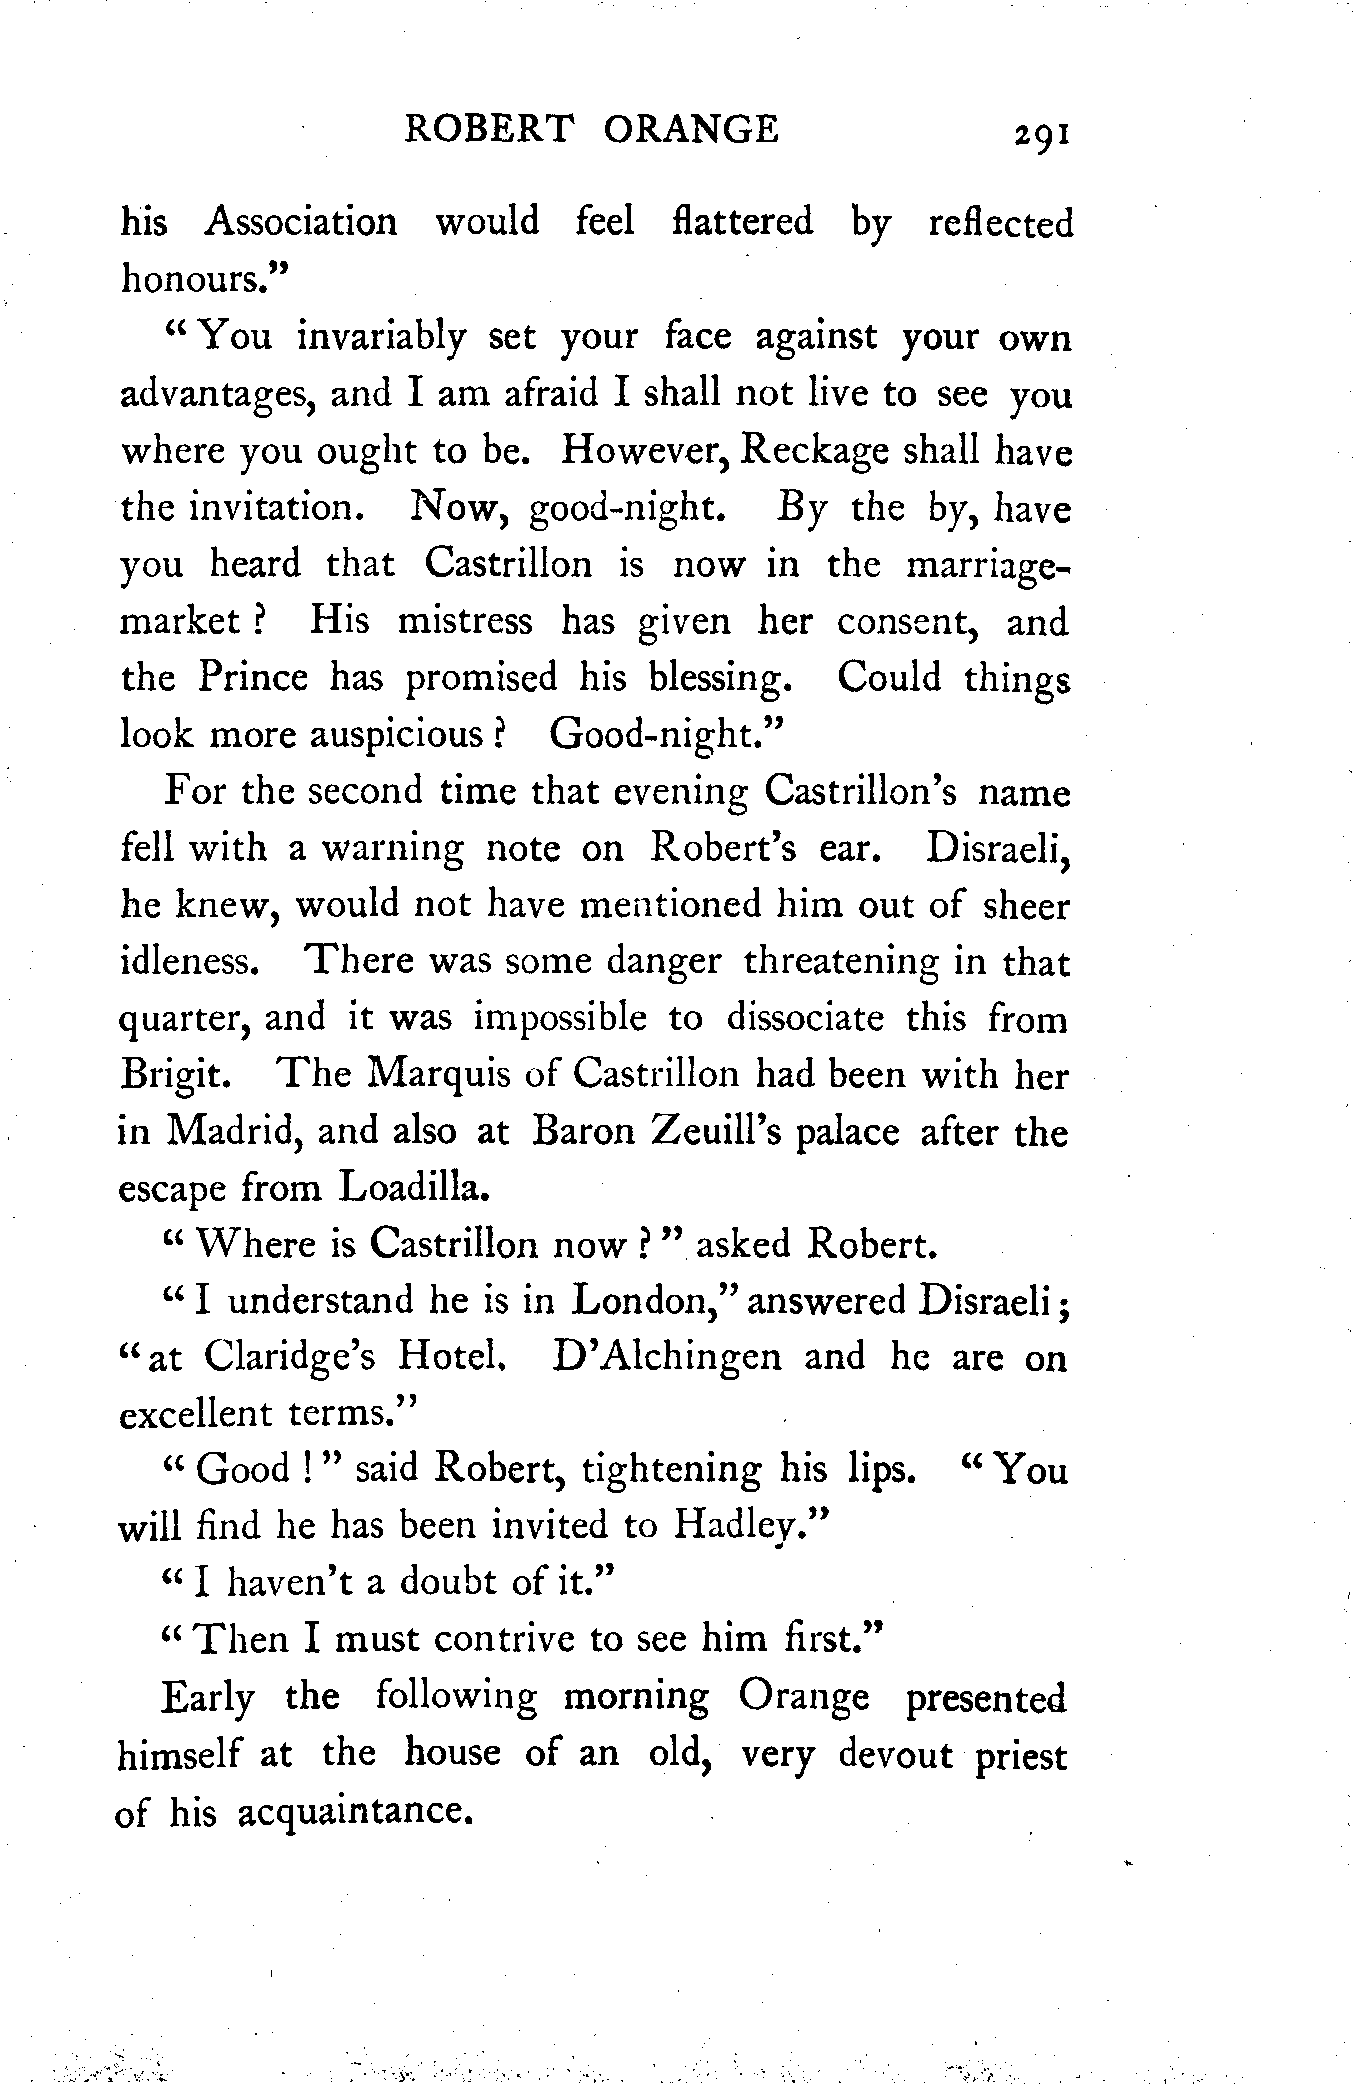 ROBERT ORANGE 291
his Association would feel flattered by reflected
honours."
" You invariably set your face against your own
advantages, and I am afraid I shall not live to see you
where you ought to be. However, Reckage shall have
the invitation. Now, good-night. By the by, have
you heard that Castrillon is now in the marriage-
market ? His mistress has given her consent, and
the Prince has promised his blessing. Could things
look more auspicious ? Good-night."
For the second time that evening Castrillon's name
fell with a warning note on Robert's ear. Disraeli,
he knew, would not have mentioned him out of sheer
idleness. There was some danger threatening in that
quarter, and it was impossible to dissociate this from
Brigit. The Marquis of Castrillon had been with her
in Madrid, and also at Baron Zeuill's palace after the
escape from Loadilla.
" Where is Castrillon now ? " asked Robert.
" I understand he is in London," answered Disraeli ;
" at Claridge's Hotel. D'Alchingen and he are on
excellent terms."
" Good ! " said Robert, tightening his lips. " You
will find he has been invited to Hadley."
" I haven't a doubt of it."
" Then I must contrive to see him first."
Early the following morning Orange presented
himself at the house of an old, very devout priest
of his acquaintance.